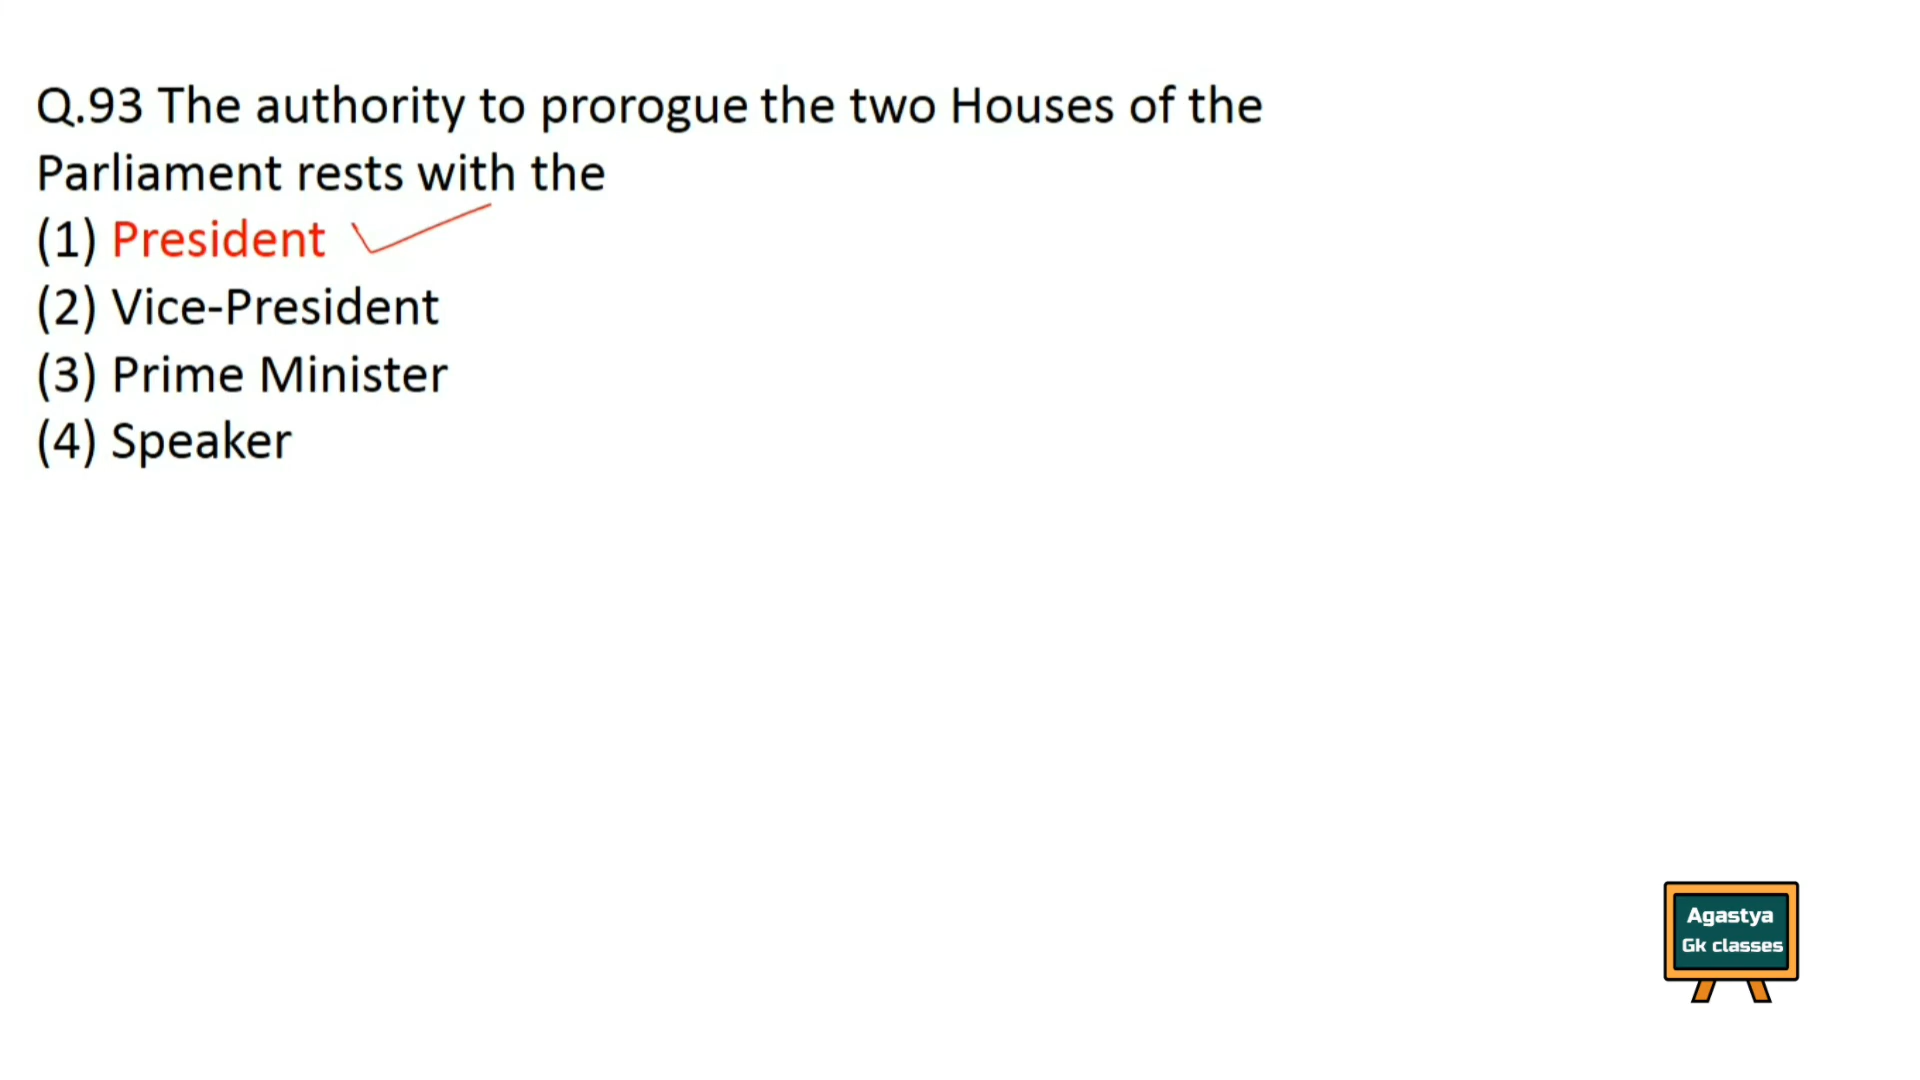 Q.93 The authority to prorogue the two Houses of the
Parliament rests with the
(1) President
(2) Vice-President
(3) Prime Minister
(4) Speaker
Agastya
Gk classes